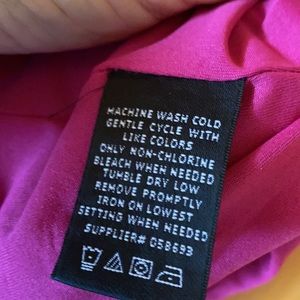 MACHINE WASH COLD
GENTLE CYCLE WITH
LIKE COLORS
ONLY NON-CHLORINE
BLEACH WHEN NEEDED
TUMBLE DRY LOW
REMOVE PROMPTLY
IRON ON LOWEST
SETTING WHEN NEEDED
SUPPLIER# 058693